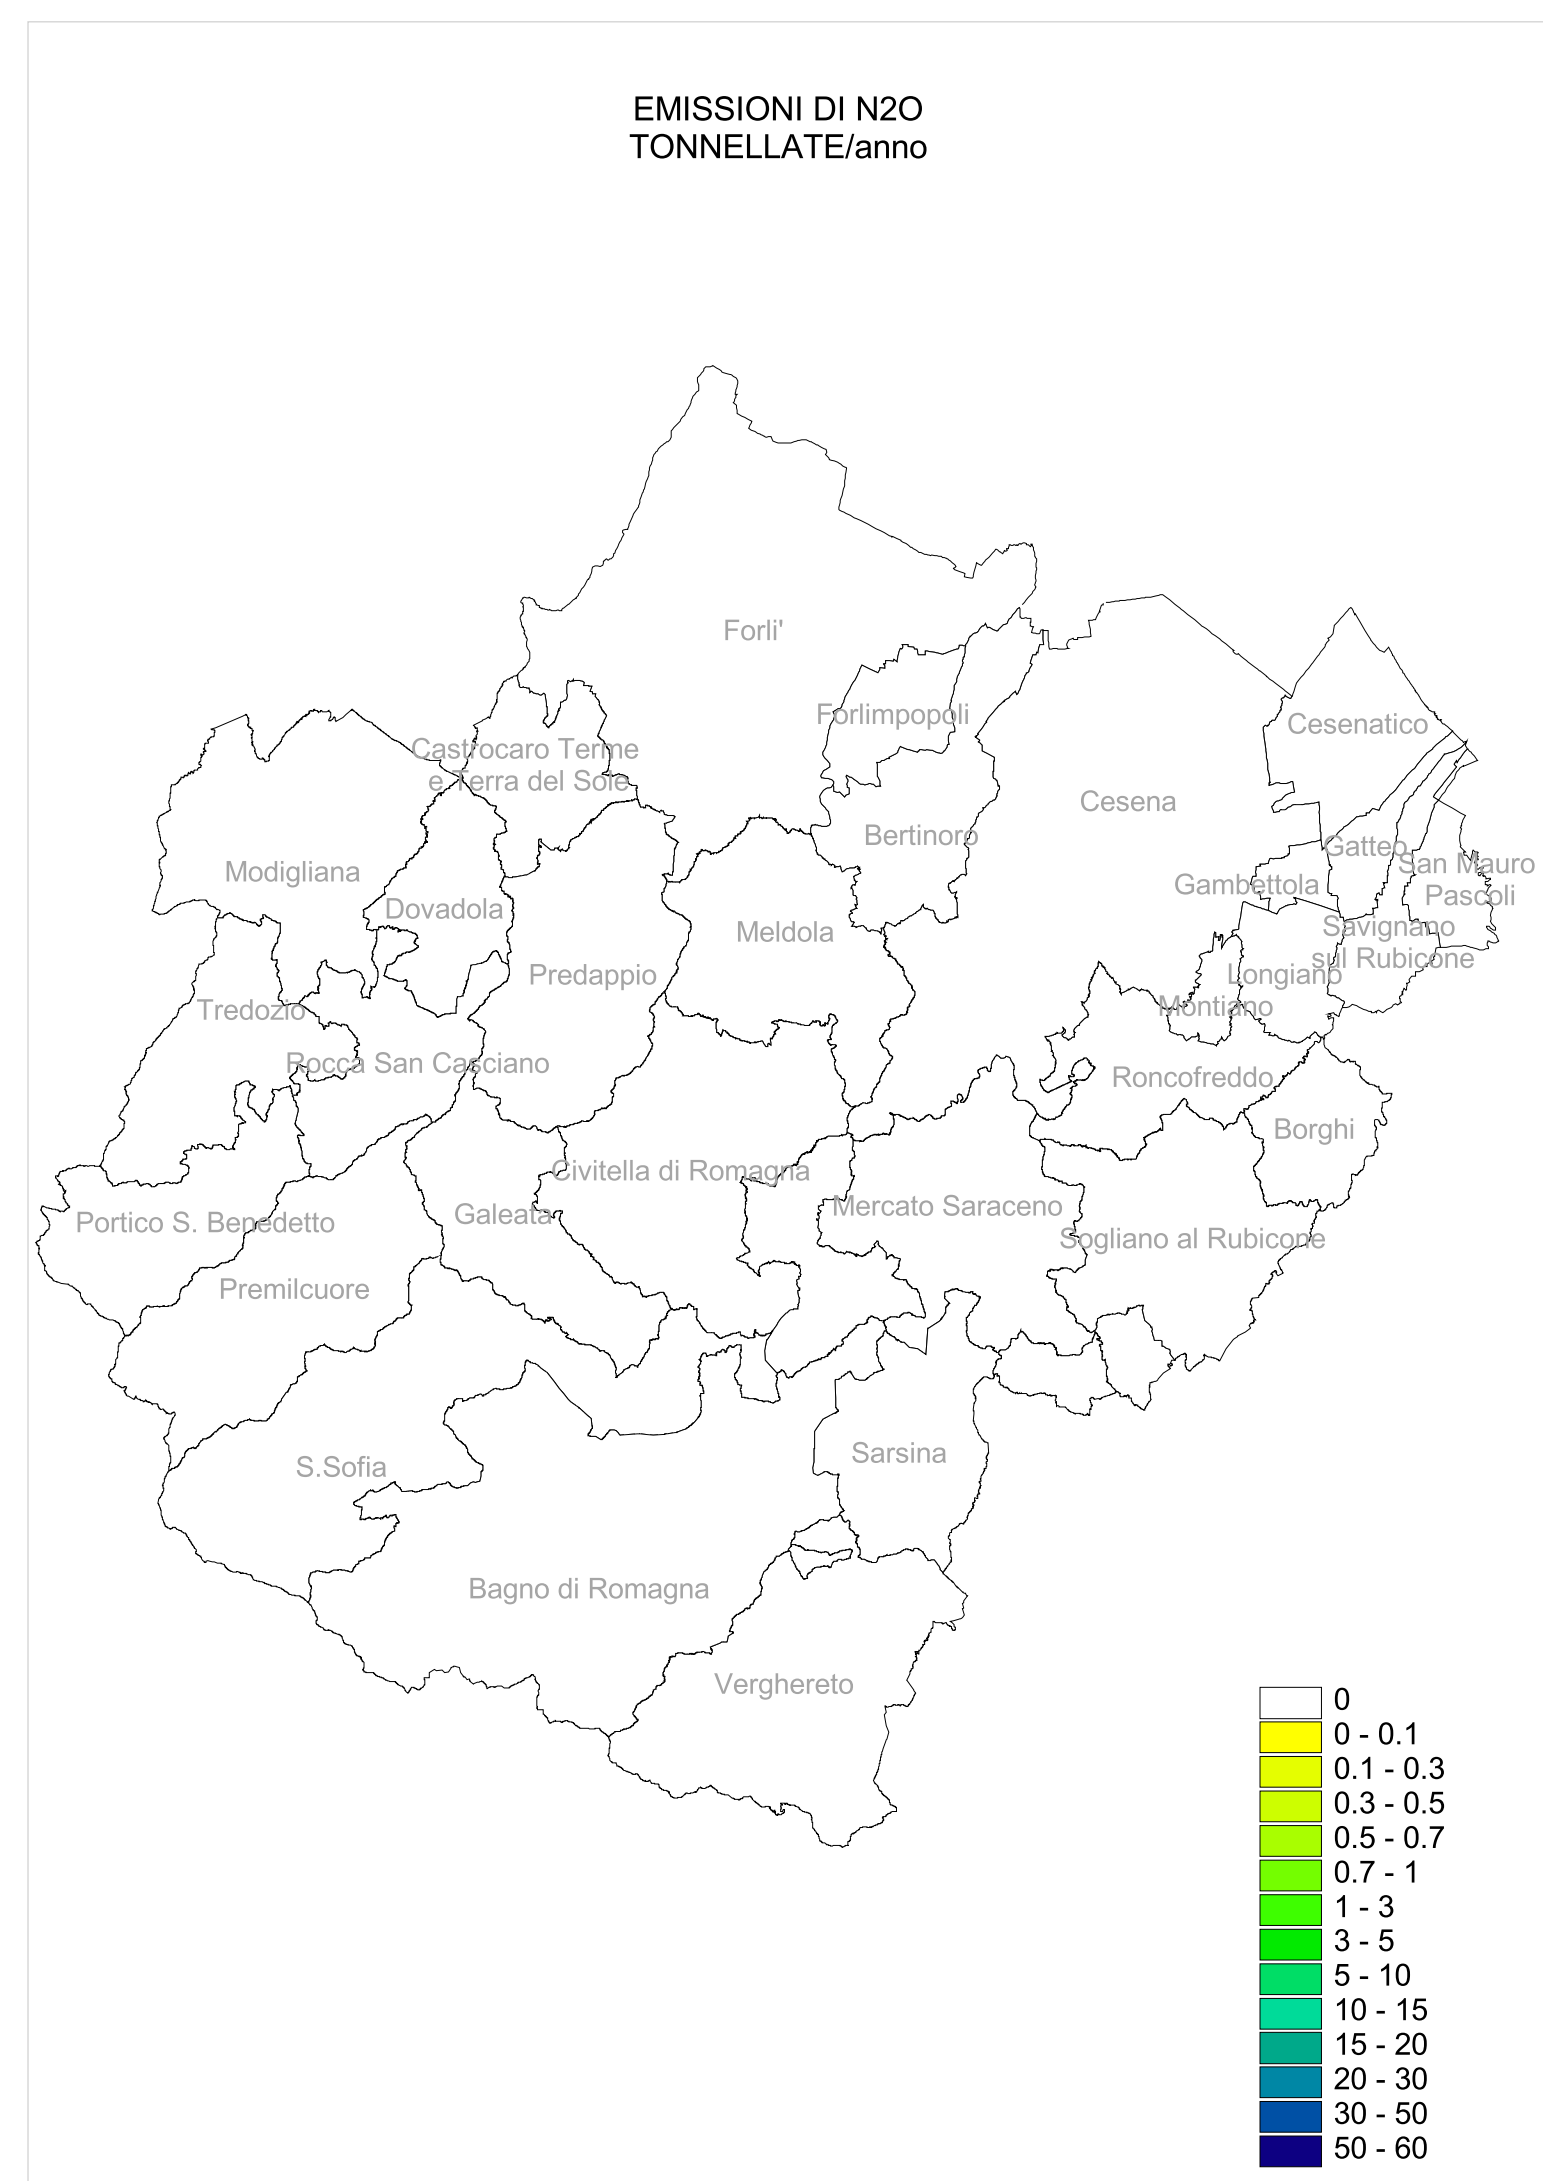 EMISSIONI DI N2O
TONNELLATE/anno
Forli'
Forlimpopoli
Cesenatico
Castrocaro Terme
e Terra del Sole
Cesena
Bertinoro
Gatteo
San Mauro
Pascoli
Modigliana
Gambettola
Dovadola
Meldola
Savignano
sul Rubicone
Predappio
Longiano
Tredozio
Montiano
Rocca San Casciano
Roncofreddo
Borghi
Civitella di Romagna
Mercato Saraceno
Galeata
Portico S. Benedetto
Sogliano al Rubicone
Premilcuore
Sarsina
S.Sofia
Bagno di Romagna
Verghereto
0
0 - 0.1
0.1 - 0.3
0.3 - 0.5
0.5 - 0.7
0.7 - 1
1 - 3
3 - 5
5 - 10
10 - 15
15 - 20
20 - 30
30 - 50
50 - 60